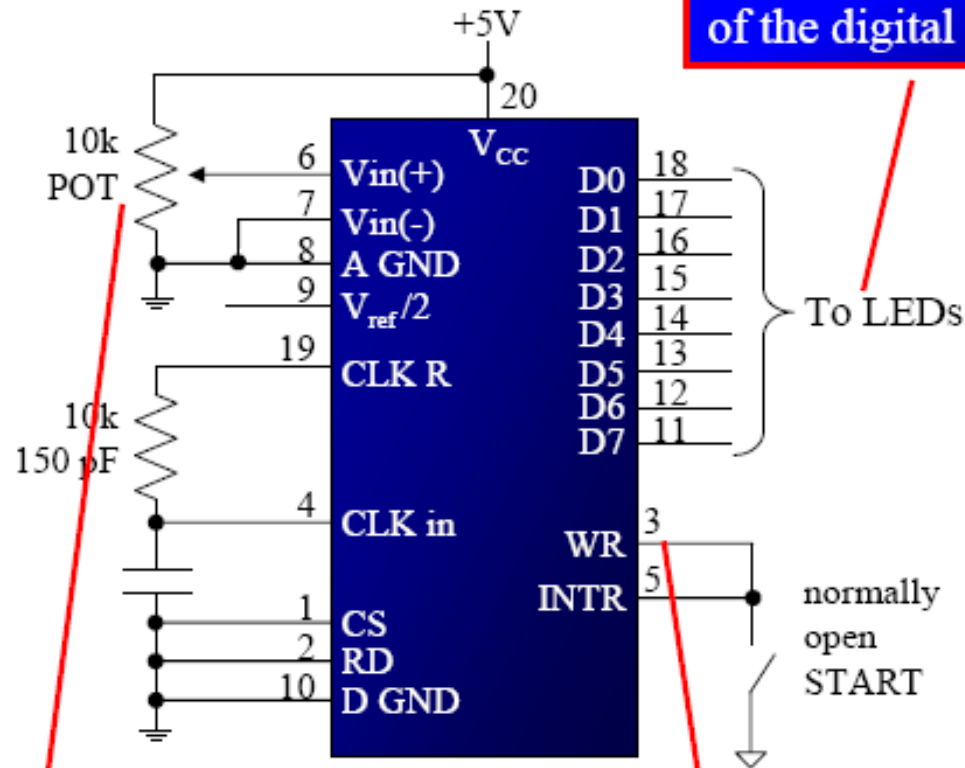 of the digital
+5V
20
10k
POT
6
7
8
9
19
10k
150 pF
4
1
2
10
V_CC
Vin(+)
Vin(-)
A GND
V_ref/2
CLK R
CLK in
CS
RD
D GND
D0
D1
D2
D3
D4
D5
D6
D7
WR
INTR
18
17
16
15
14
13
12
11
3
5
To LEDs
normally
open
START